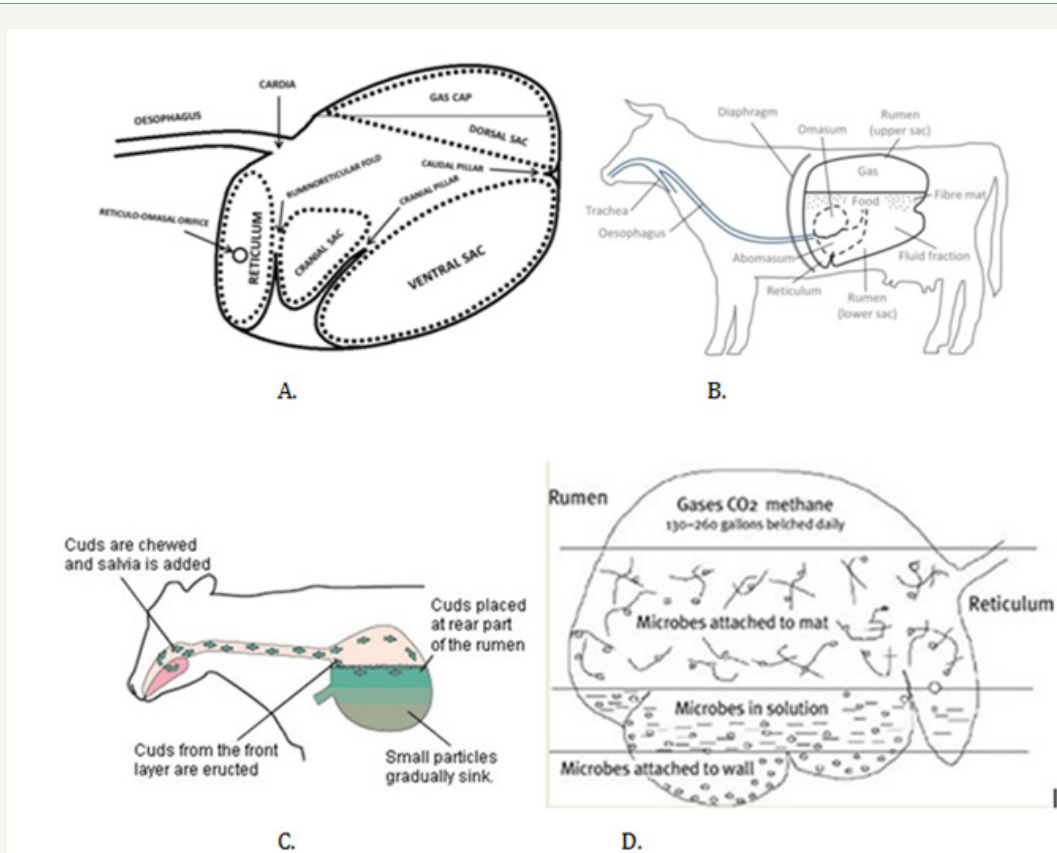 CARDIA
OESOPHAGUS
GAS CAP
DORSAL SAC
CAUDAL PILLAR
RUMINORETICULAR FOLD
CRANIAL PILLAR
RETICULO-OMASAL ORIFICE
RETICULUM
CRANIAL SAC
VENTRAL SAC
A.
Diaphragm
Omasum
Rumen
(upper sac)
Gas
Food
Fibre mat
Trachea
Oesophagus
Abomasum
Fluid fraction
Reticulum
Rumen
(lower sac)
B.
Cuds are chewed
and salvia is added
Cuds placed
at rear part
of the rumen
Cuds from the front
layer are eructed
Small particles
gradually sink.
C.
Rumen
Gases CO2 methane
130-260 gallons belched daily
Reticulum
Microbes attached to mat
Microbes in solution
Microbes attached to wall
D.